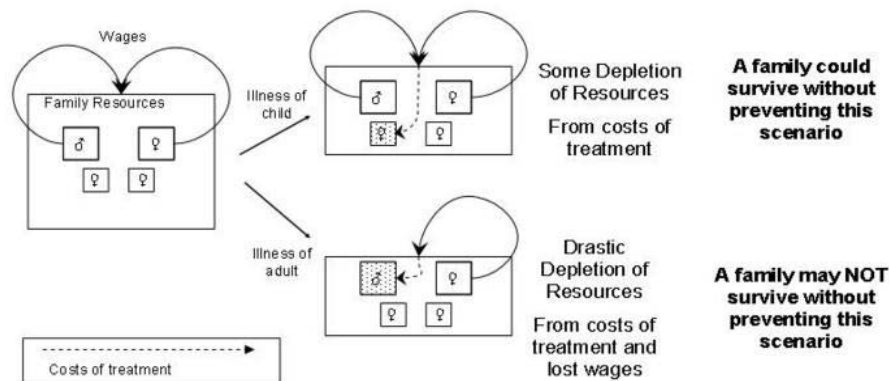 Wages
Family Resources
♂ ♀
♀ ♀
Illness of
child
♂ ♀
♀ ♀
Some Depletion
of Resources
From costs of
treatment
A family could
survive without
preventing this
scenario
Illness of
adult
♂ ♀
♀ ♀
Drastic
Depletion of
Resources
From costs of
treatment and
lost wages
A family may NOT
survive without
preventing this
scenario
Costs of treatment